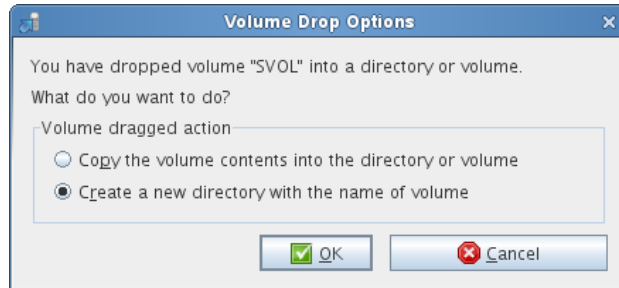 Volume Drop Options
You have dropped volume "SVOL" into a directory or volume.
What do you want to do?
Volume dragged action
Copy the volume contents into the directory or volume
Create a new directory with the name of volume
OK Cancel